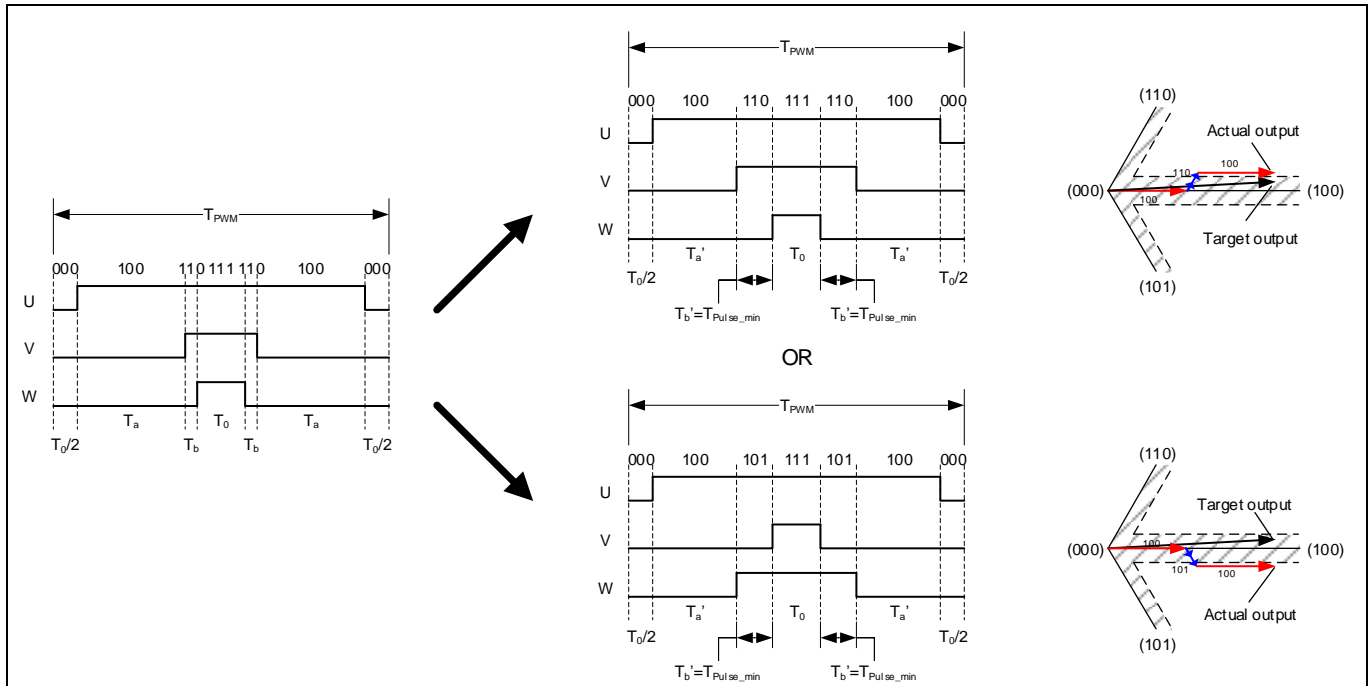 T_PWM
000 100 110 111 110 100 000
U
V
W
T_a T_b T_0 T_b T_a
T_0/2 T_0/2
T_PWM
000 100 110 111 110 100 000
U
V
W
T_a' T_0 T_a'
T_0/2 T_0/2
T_b'=T_Pulse_min T_b'=T_Pulse_min
(110)
Actual output
100
110
(000) (100)
100
Target output
(101)
OR
T_PWM
000 100 101 111 101 100 000
U
V
W
T_a' T_0 T_a'
T_0/2 T_0/2
T_b'=T_Pulse_min T_b'=T_Pulse_min
(110)
Target output
100
(000) (100)
101 100
Actual output
(101)